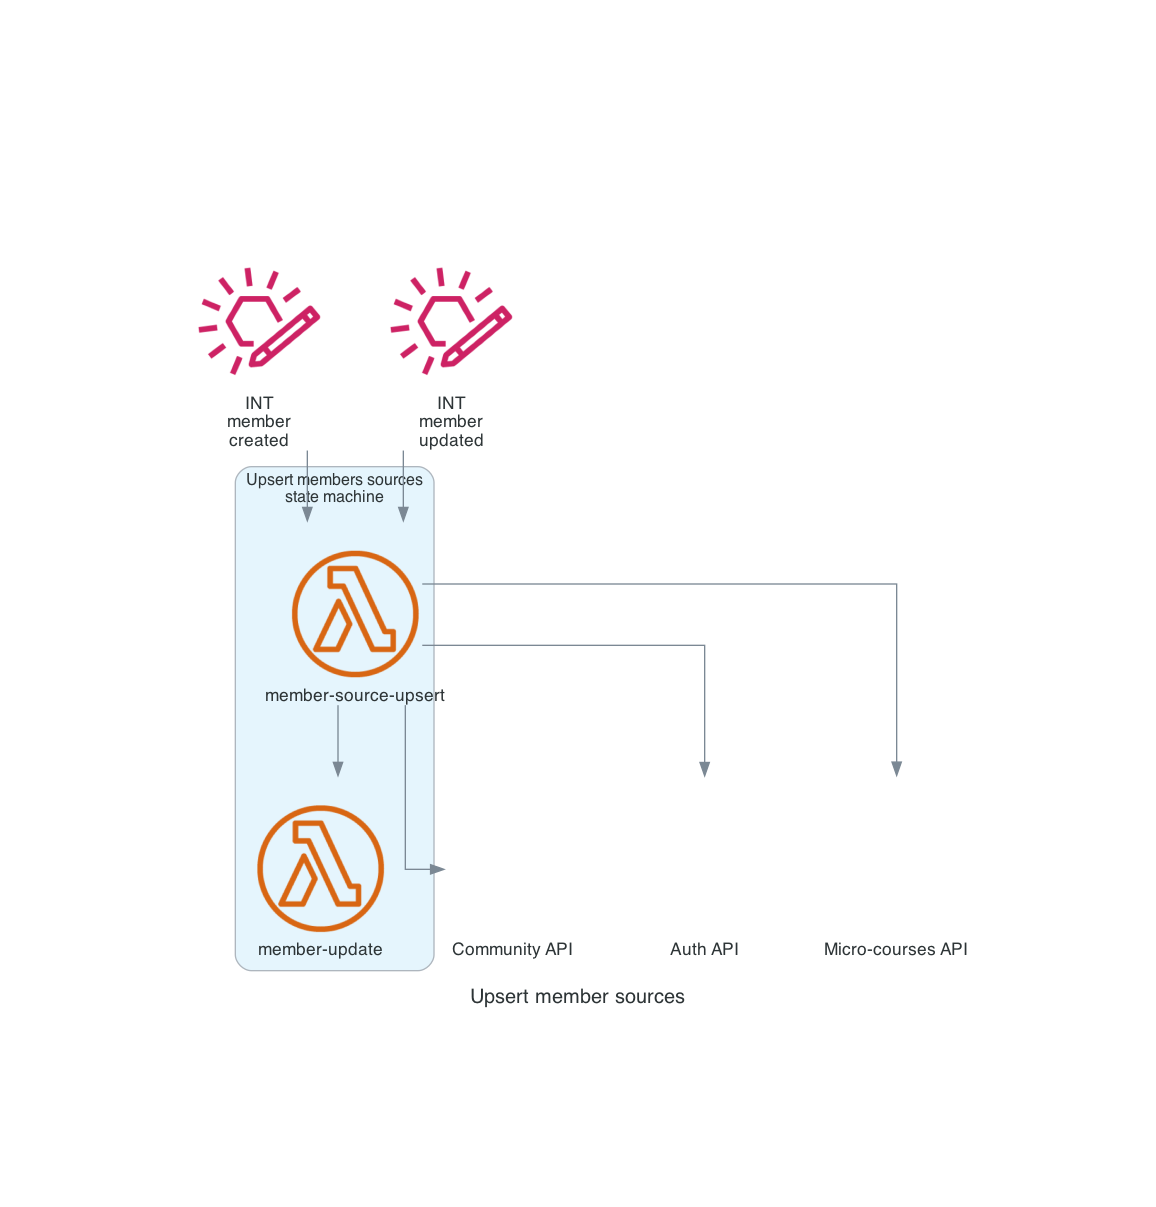 INT
member
created
INT
member
updated
Upsert members sources
state machine
member-source-upsert
member-update
Community API
Auth API
Micro-courses API
Upsert member sources